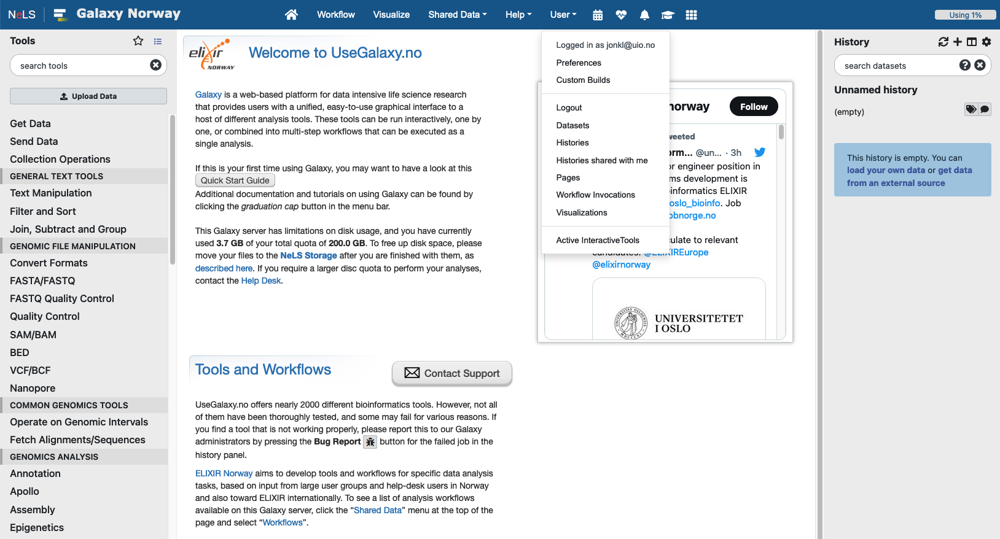 NeLS
Galaxy Norway
Workflow
Visualize
Shared Data
Help
User
Using 1%
Tools
search tools
Upload Data
Get Data
Send Data
Collection Operations
GENERAL TEXT TOOLS
Text Manipulation
Filter and Sort
Join, Subtract and Group
GENOMIC FILE MANIPULATION
Convert Formats
FASTA/FASTQ
FASTQ Quality Control
Quality Control
SAM/BAM
BED
VCF/BCF
Nanopore
COMMON GENOMICS TOOLS
Operate on Genomic Intervals
Fetch Alignments/Sequences
GENOMICS ANALYSIS
Annotation
Apollo
Assembly
Epigenetics
elixir
NORWAY
Welcome to UseGalaxy.no
Galaxy is a web-based platform for data intensive life science research
that provides users with a unified, easy-to-use graphical interface to a
host of different analysis tools. These tools can be run interactively, one by
one, or combined into multi-step workflows that can be executed as a
single analysis.
If this is your first time using Galaxy, you may want to have a look at this
Quick Start Guide
Additional documentation and tutorials on using Galaxy can be found by
clicking the graduation cap button in the menu bar.
This Galaxy server has limitations on disk usage, and you have currently
used 3.7 GB of your total quota of 200.0 GB. To free up disk space, please
move your files to the NeLS Storage after you are finished with them, as
described here. If you require a larger disc quota to perform your analyses,
contact the Help Desk.
Tools and Workflows
Contact Support
UseGalaxy.no offers nearly 2000 different bioinformatics tools. However, not all
of them have been thoroughly tested, and some may fail for various reasons. If
you find a tool that is not working properly, please report this to our Galaxy
administrators by pressing the Bug Report button for the failed job in the
history panel.
ELIXIR Norway aims to develop tools and workflows for specific data analysis
tasks, based on input from large user groups and help-desk users in Norway
and also toward ELIXIR internationally. To see a list of analysis workflows
available on this Galaxy server, click the “Shared Data” menu at the top of the
page and select “Workflows”.
Logged in as jonkl@uio.no
Preferences
Custom Builds
Logout
Datasets
Histories
Histories shared with me
Pages
Workflow Invocations
Visualizations
Active InteractiveTools
norway
Follow
weeted
orm... @un... · 3h
or engineer position in
ms development is
informatics ELIXIR
oslo_bioinfo. Job
obnorge.no
culate to relevant
@ELIXIREurope
@elixirnorway
UNIVERSITETET
I OSLO
History
search datasets
Unnamed history
(empty)
This history is empty. You can
load your own data or get data
from an external source